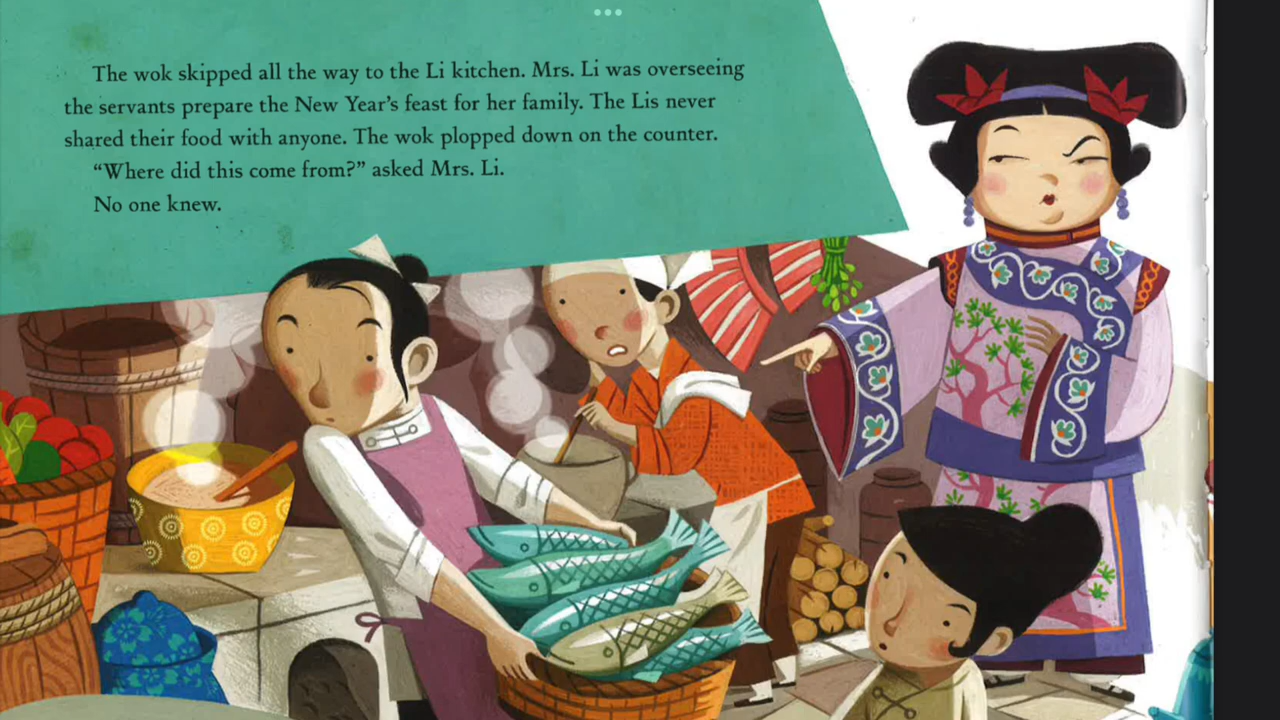 The wok skipped all the way to the Li kitchen. Mrs. Li was overseeing
the servants prepare the New Year’s feast for her family. The Lis never
shared their food with anyone. The wok plopped down on the counter.
“Where did this come from?” asked Mrs. Li.
No one knew.